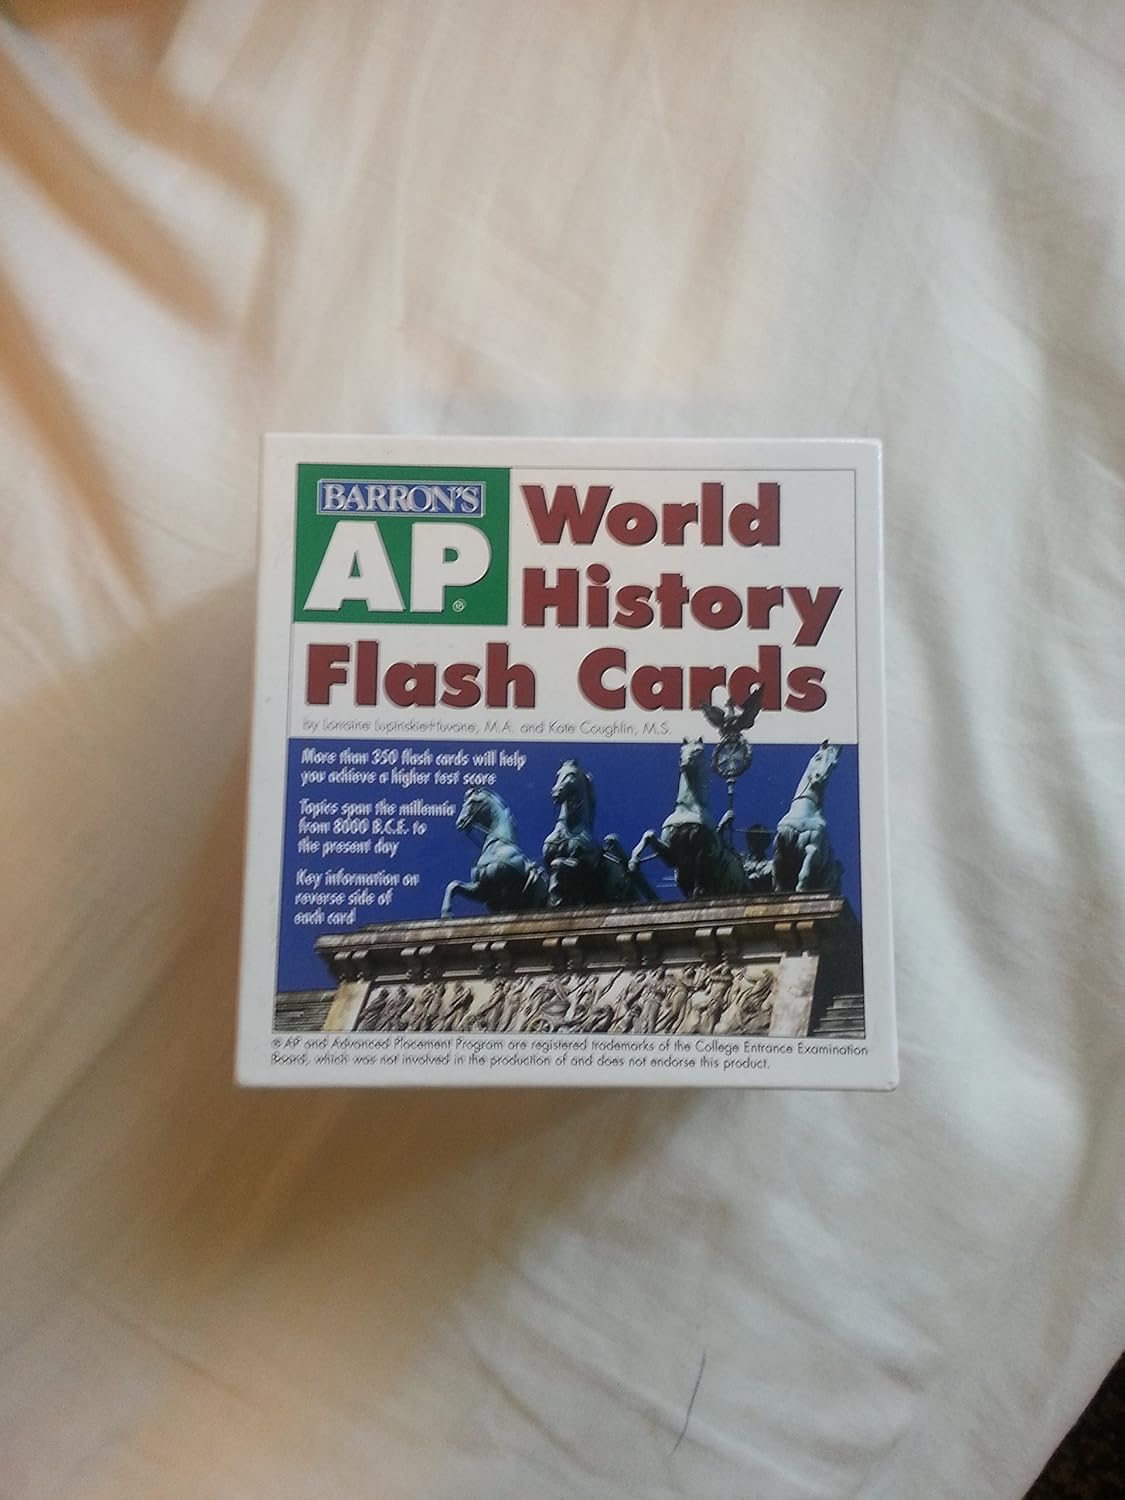 BARRON'S
AP®
World
History
Flash Cards
by Lorraine Lupinskie-Huvane, M.A. and Kate Coughlin, M.S.
More than 350 flash cards will help
you achieve a higher test score
Topics span the millennia
from 8000 B.C.E. to
the present day
Key information on
reverse side of
each card
® AP and Advanced Placement Program are registered trademarks of the College Entrance Examination
Board, which was not involved in the production of and does not endorse this product.